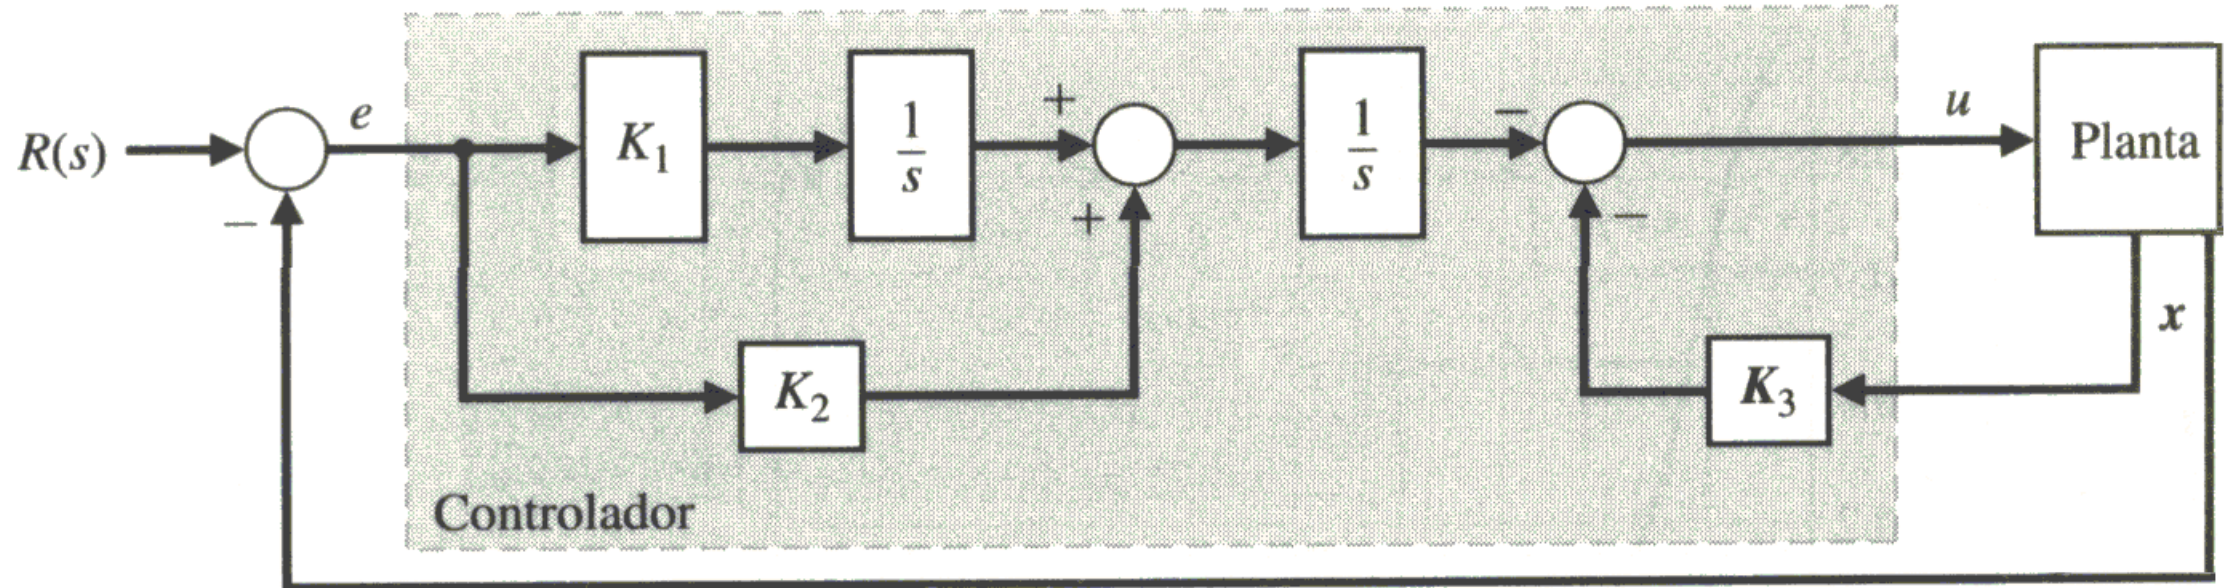 R(s)
e
K₁
1/s
+
+
1/s
−
−
u
Planta
−
K₂
K₃
x
Controlador